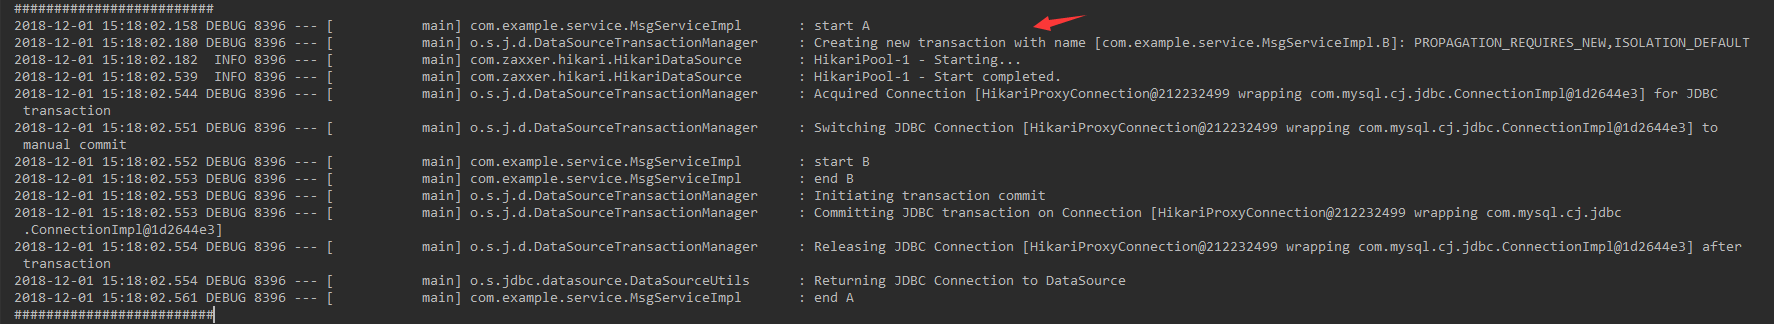 #########################
2018-12-01 15:18:02.158 DEBUG 8396 --- [           main] com.example.service.MsgServiceImpl       : start A
2018-12-01 15:18:02.180 DEBUG 8396 --- [           main] o.s.j.d.DataSourceTransactionManager     : Creating new transaction with name [com.example.service.MsgServiceImpl.B]: PROPAGATION_REQUIRES_NEW,ISOLATION_DEFAULT
2018-12-01 15:18:02.182  INFO 8396 --- [           main] com.zaxxer.hikari.HikariDataSource       : HikariPool-1 - Starting...
2018-12-01 15:18:02.539  INFO 8396 --- [           main] com.zaxxer.hikari.HikariDataSource       : HikariPool-1 - Start completed.
2018-12-01 15:18:02.544 DEBUG 8396 --- [           main] o.s.j.d.DataSourceTransactionManager     : Acquired Connection [HikariProxyConnection@212232499 wrapping com.mysql.cj.jdbc.ConnectionImpl@1d2644e3] for JDBC
 transaction
2018-12-01 15:18:02.551 DEBUG 8396 --- [           main] o.s.j.d.DataSourceTransactionManager     : Switching JDBC Connection [HikariProxyConnection@212232499 wrapping com.mysql.cj.jdbc.ConnectionImpl@1d2644e3] to
 manual commit
2018-12-01 15:18:02.552 DEBUG 8396 --- [           main] com.example.service.MsgServiceImpl       : start B
2018-12-01 15:18:02.553 DEBUG 8396 --- [           main] com.example.service.MsgServiceImpl       : end B
2018-12-01 15:18:02.553 DEBUG 8396 --- [           main] o.s.j.d.DataSourceTransactionManager     : Initiating transaction commit
2018-12-01 15:18:02.553 DEBUG 8396 --- [           main] o.s.j.d.DataSourceTransactionManager     : Committing JDBC transaction on Connection [HikariProxyConnection@212232499 wrapping com.mysql.cj.jdbc
 .ConnectionImpl@1d2644e3]
2018-12-01 15:18:02.554 DEBUG 8396 --- [           main] o.s.j.d.DataSourceTransactionManager     : Releasing JDBC Connection [HikariProxyConnection@212232499 wrapping com.mysql.cj.jdbc.ConnectionImpl@1d2644e3] after
 transaction
2018-12-01 15:18:02.554 DEBUG 8396 --- [           main] o.s.jdbc.datasource.DataSourceUtils      : Returning JDBC Connection to DataSource
2018-12-01 15:18:02.561 DEBUG 8396 --- [           main] com.example.service.MsgServiceImpl       : end A
#########################